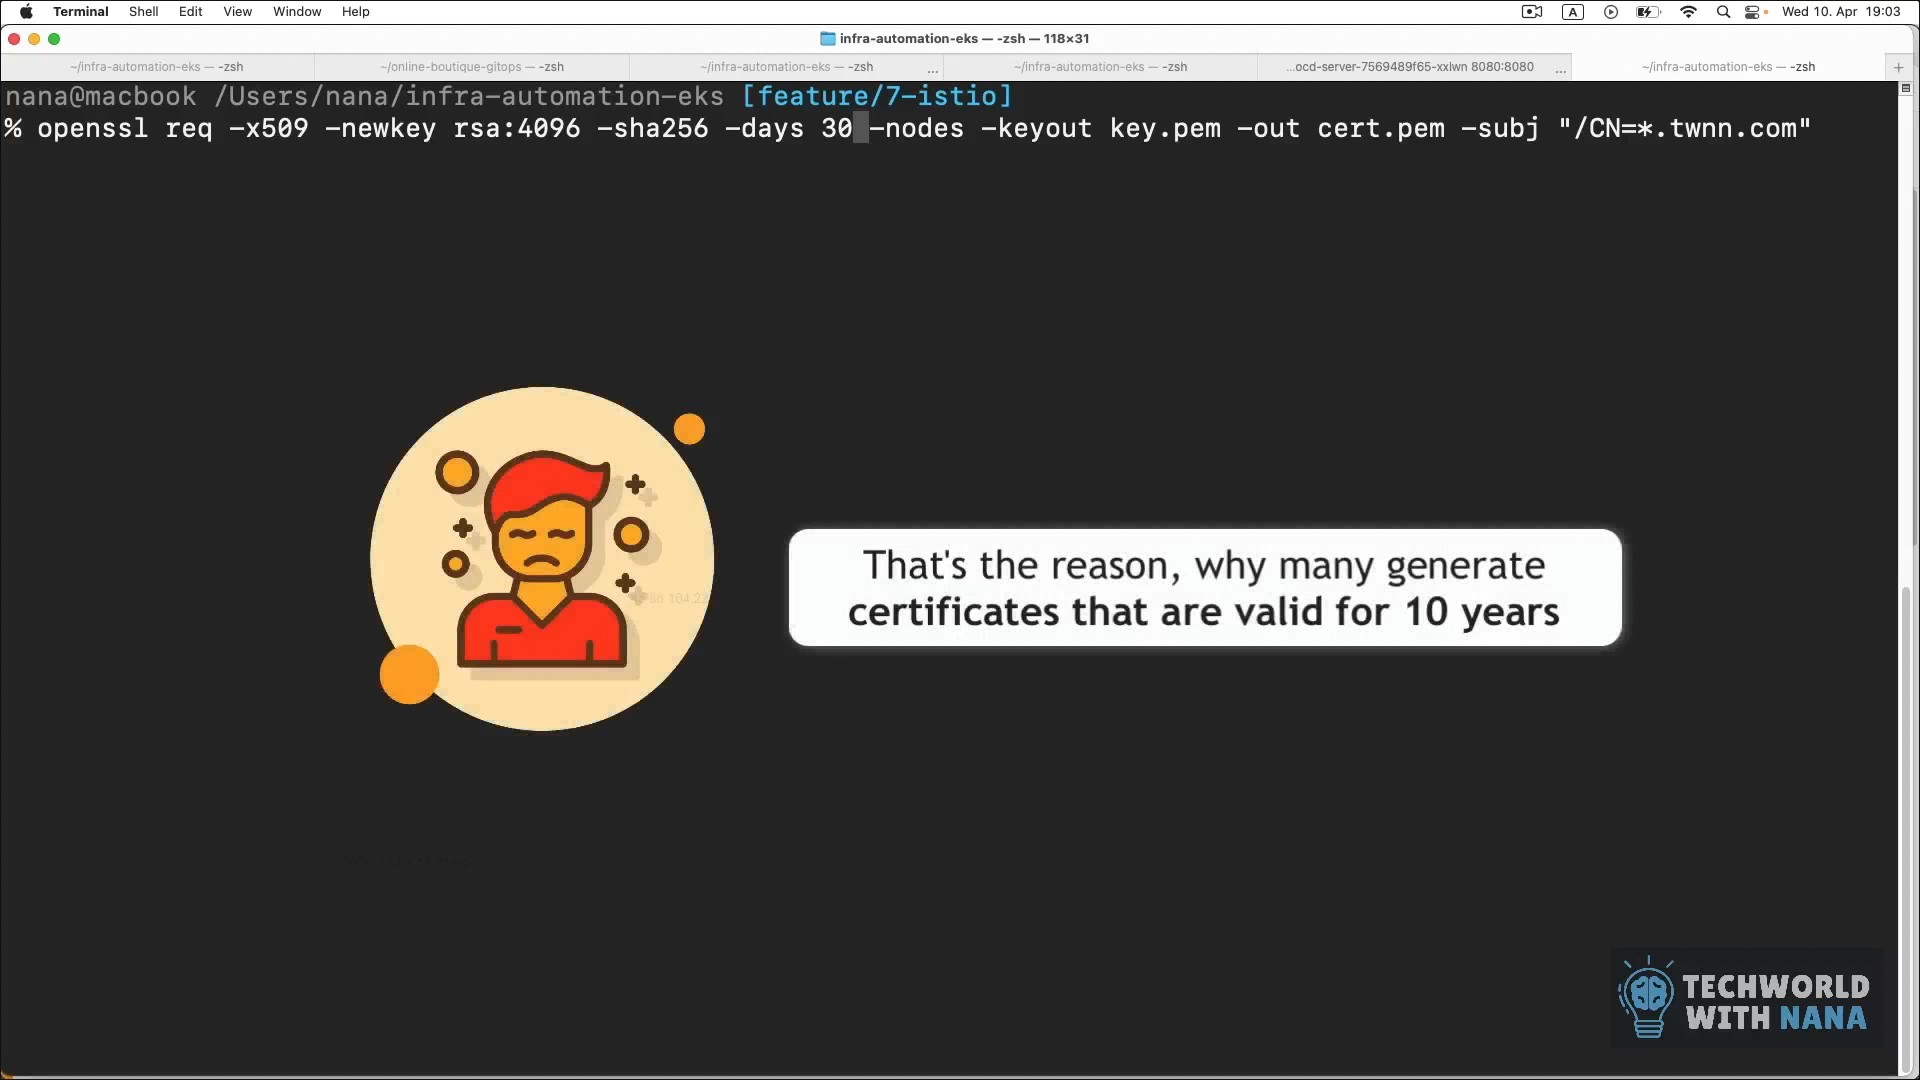 Terminal Shell Edit View Window Help A Wed 10. Apr 19:03
infra-automation-eks — -zsh — 118×31
~/infra-automation-eks — -zsh ~/online-boutique-gitops — -zsh ~/infra-automation-eks — -zsh ... ~/infra-automation-eks — -zsh ...ocd-server-7569489f65-xxlwn 8080:8080 ... ~/infra-automation-eks — -zsh +
nana@macbook /Users/nana/infra-automation-eks [feature/7-istio]
% openssl req -x509 -newkey rsa:4096 -sha256 -days 30 -nodes -keyout key.pem -out cert.pem -subj "/CN=*.twnn.com"
That's the reason, why many generate
certificates that are valid for 10 years
TECHWORLD
WITH NANA